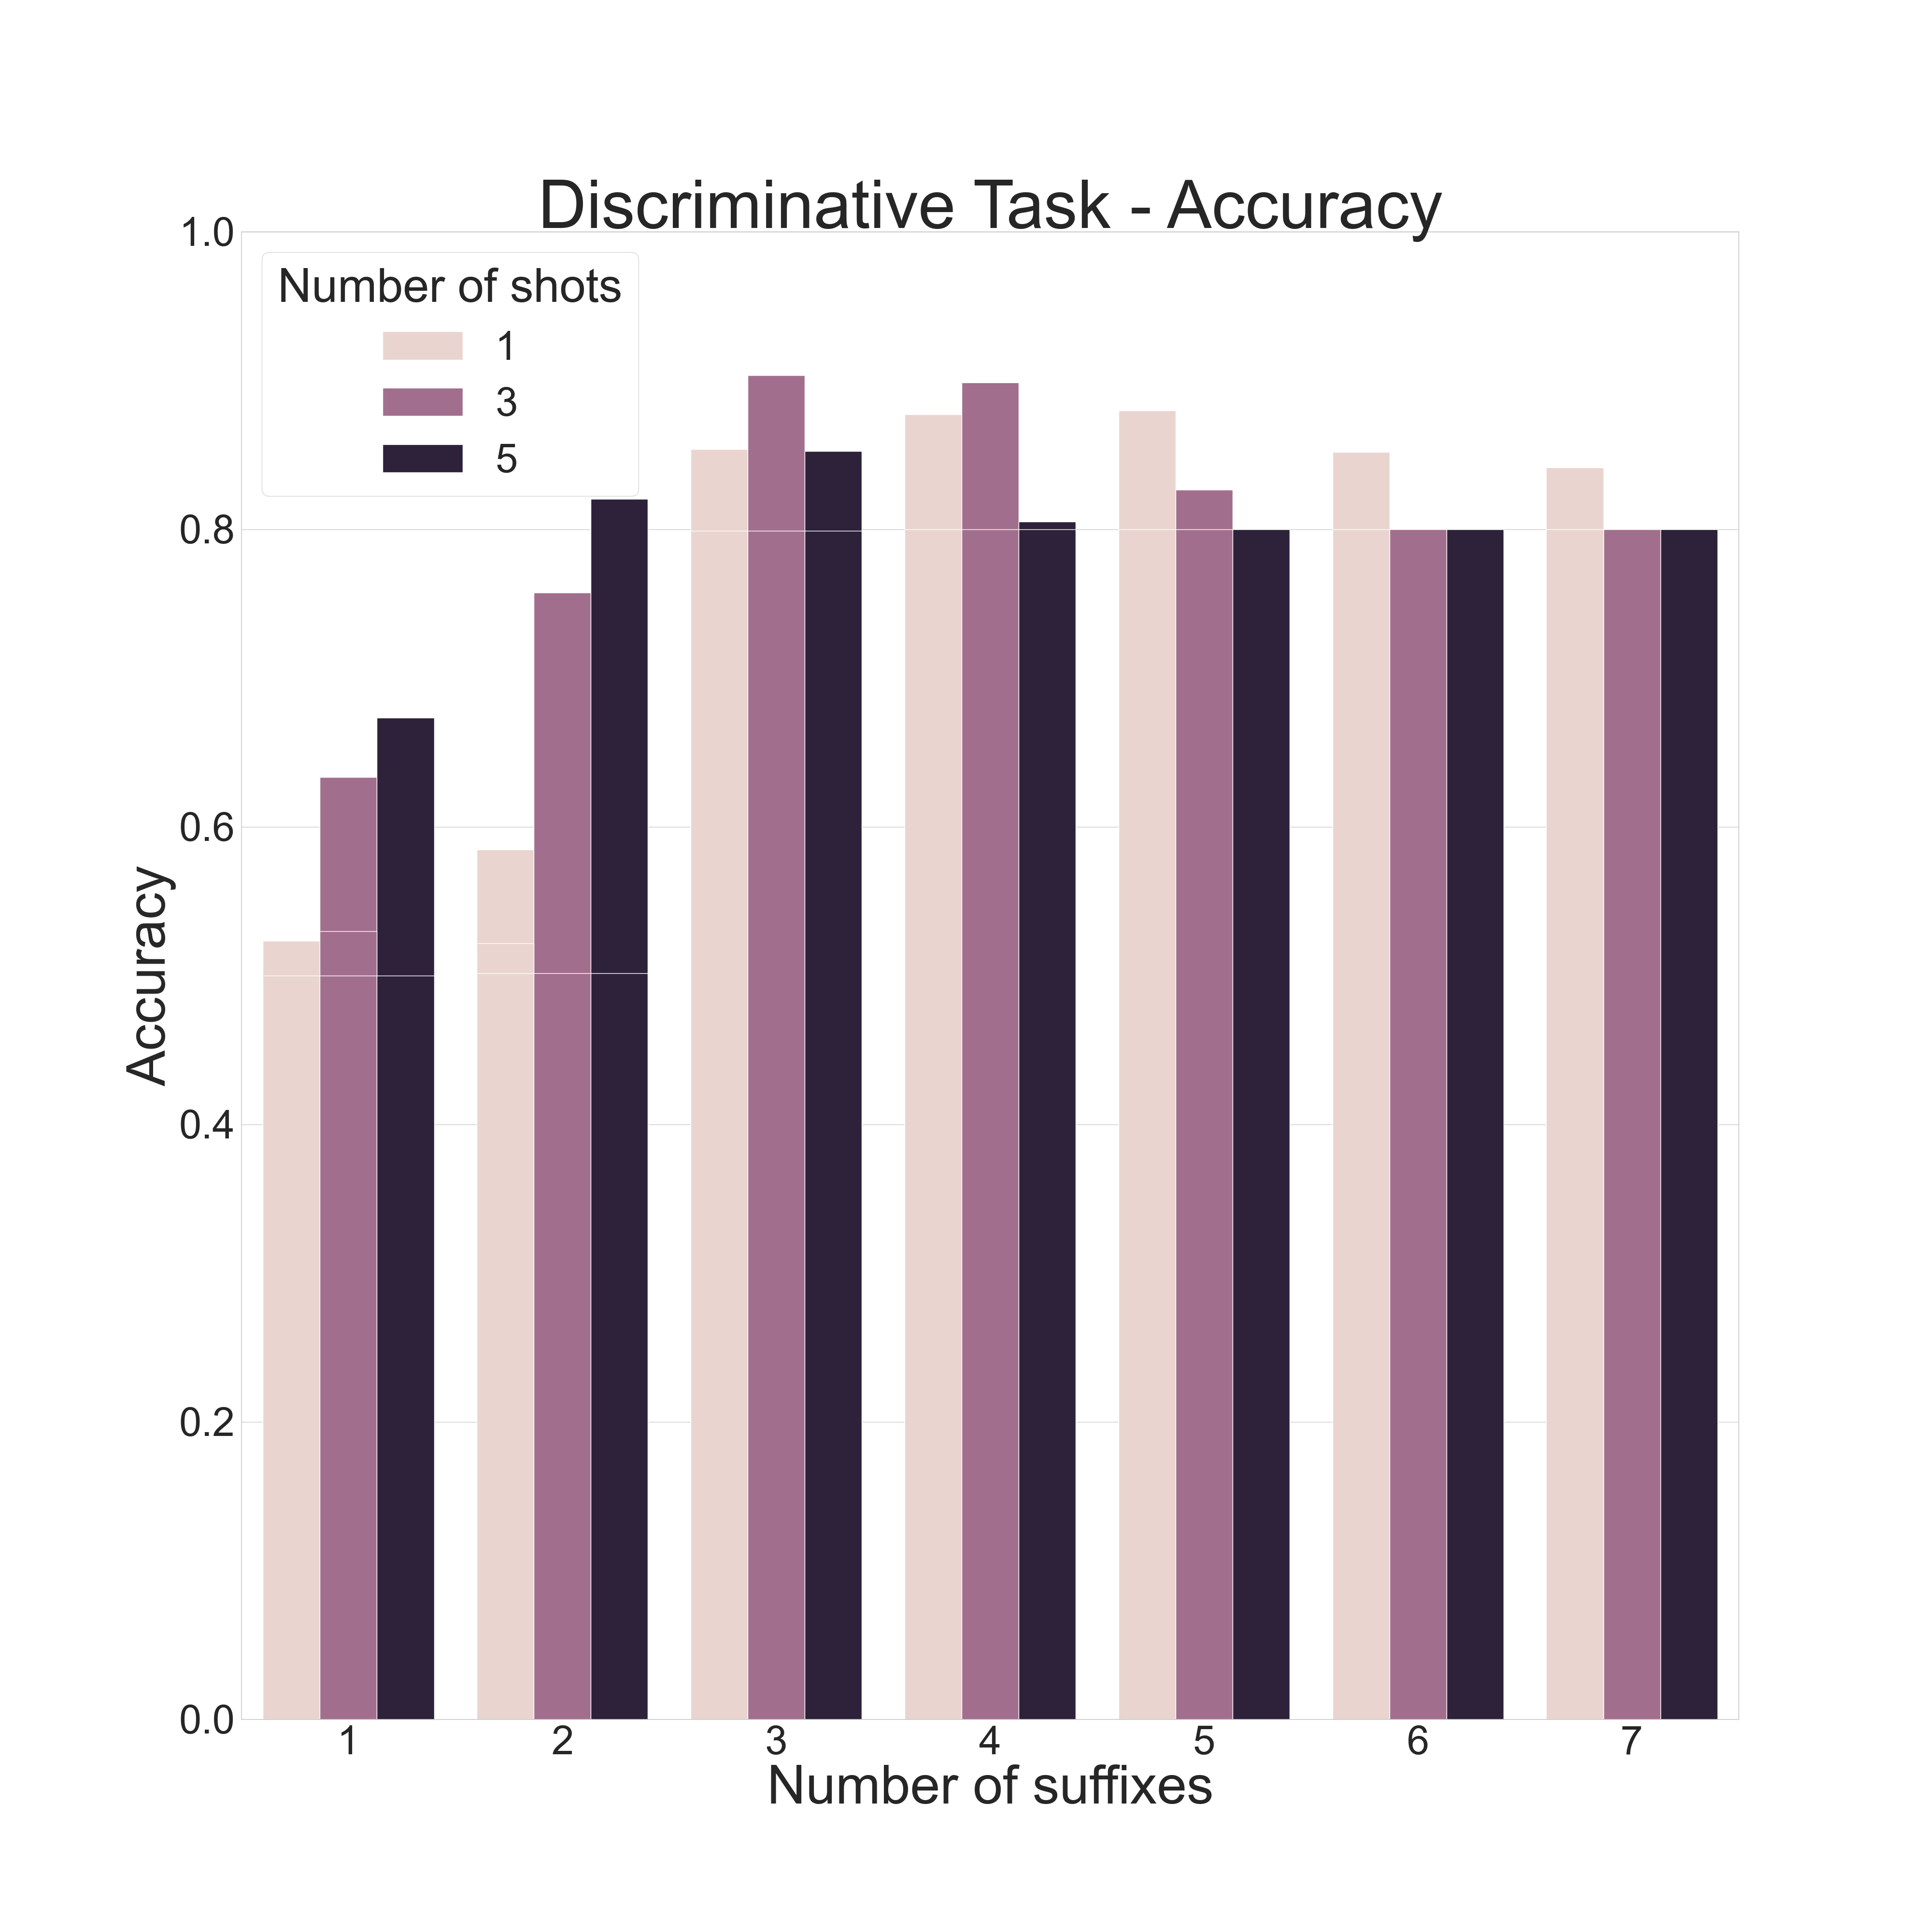 Discriminative Task - Accuracy
1.0
0.8
0.6
0.4
0.2
0.0
Accuracy
Number of shots
1
3
5
1 2 3 4 5 6 7
Number of suffixes